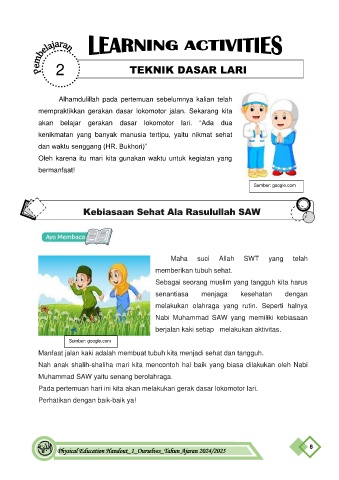 Pembelajaran
2
LEARNING ACTIVITIES
TEKNIK DASAR LARI
Alhamdulillah pada pertemuan sebelumnya kalian telah
mempraktikkan gerakan dasar lokomotor jalan. Sekarang kita
akan belajar gerakan dasar lokomotor lari. "Ada dua
kenikmatan yang banyak manusia tertipu, yaitu nikmat sehat
dan waktu senggang (HR. Bukhori)"
Oleh karena itu mari kita gunakan waktu untuk kegiatan yang
bermanfaat!
Sumber: google.com
Kebiasaan Sehat Ala Rasulullah SAW
Ayo Membaca
Maha suci Allah SWT yang telah
memberikan tubuh sehat.
Sebagai seorang muslim yang tangguh kita harus
senantiasa menjaga kesehatan dengan
melakukan olahraga yang rutin. Seperti halnya
Nabi Muhammad SAW yang memiliki kebiasaan
berjalan kaki setiap melakukan aktivitas.
Sumber: google.com
Manfaat jalan kaki adalah membuat tubuh kita menjadi sehat dan tangguh.
Nah anak shalih-shaliha mari kita mencontoh hal baik yang biasa dilakukan oleh Nabi
Muhammad SAW yaitu senang berolahraga.
Pada pertemuan hari ini kita akan melakukan gerak dasar lokomotor lari.
Perhatikan dengan baik-baik ya!
Physical Education Handout_1_Ourselves_Tahun Ajaran 2024/2025
8